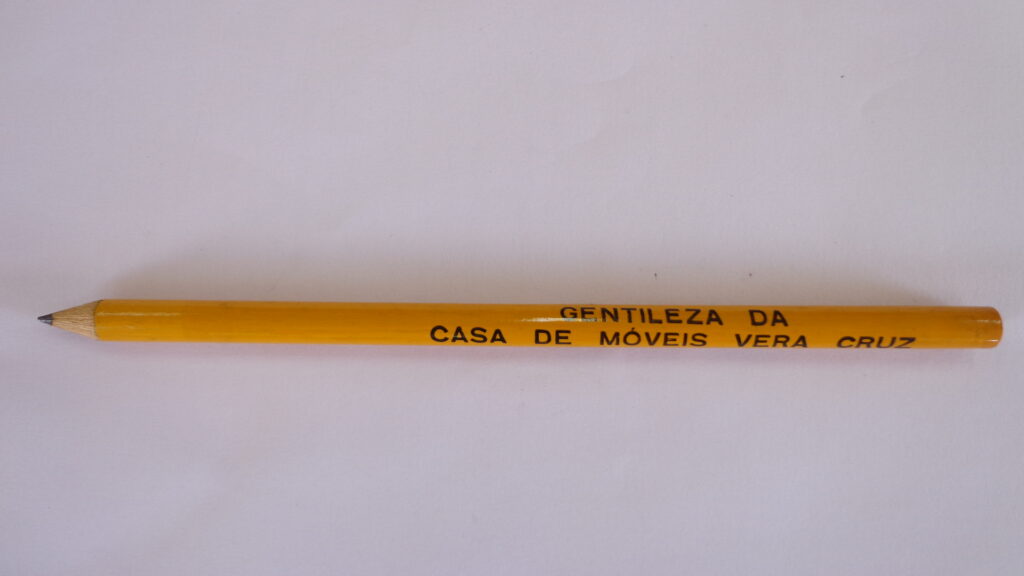 GENTILEZA DA
CASA DE MÓVEIS VERA CRUZ